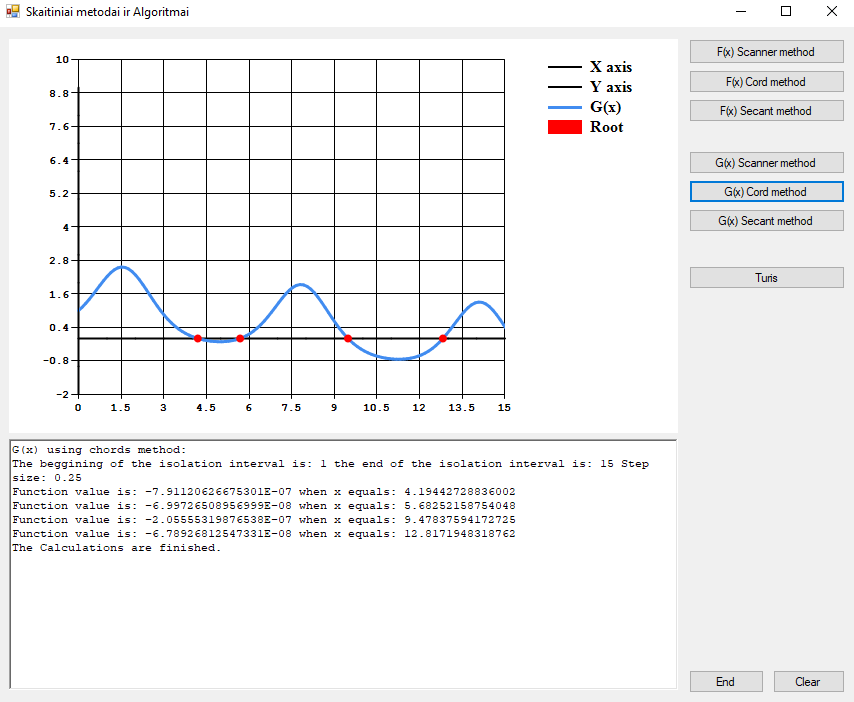 Skaitiniai metodai ir Algoritmai
10
8.8
7.6
6.4
5.2
4
2.8
1.6
0.4
-0.8
-2
0 1.5 3 4.5 6 7.5 9 10.5 12 13.5 15
X axis
Y axis
G(x)
Root
F(x) Scanner method
F(x) Cord method
F(x) Secant method
G(x) Scanner method
G(x) Cord method
G(x) Secant method
Turis
G(x) using chords method:
The beggining of the isolation interval is: 1 the end of the isolation interval is: 15 Step
size: 0.25
Function value is: -7.91120626675301E-07 when x equals: 4.19442728836002
Function value is: -6.99726508956999E-08 when x equals: 5.68252158754048
Function value is: -2.05555319876538E-07 when x equals: 9.47837594172725
Function value is: -6.78926812547331E-08 when x equals: 12.8171948318762
The Calculations are finished.
End
Clear